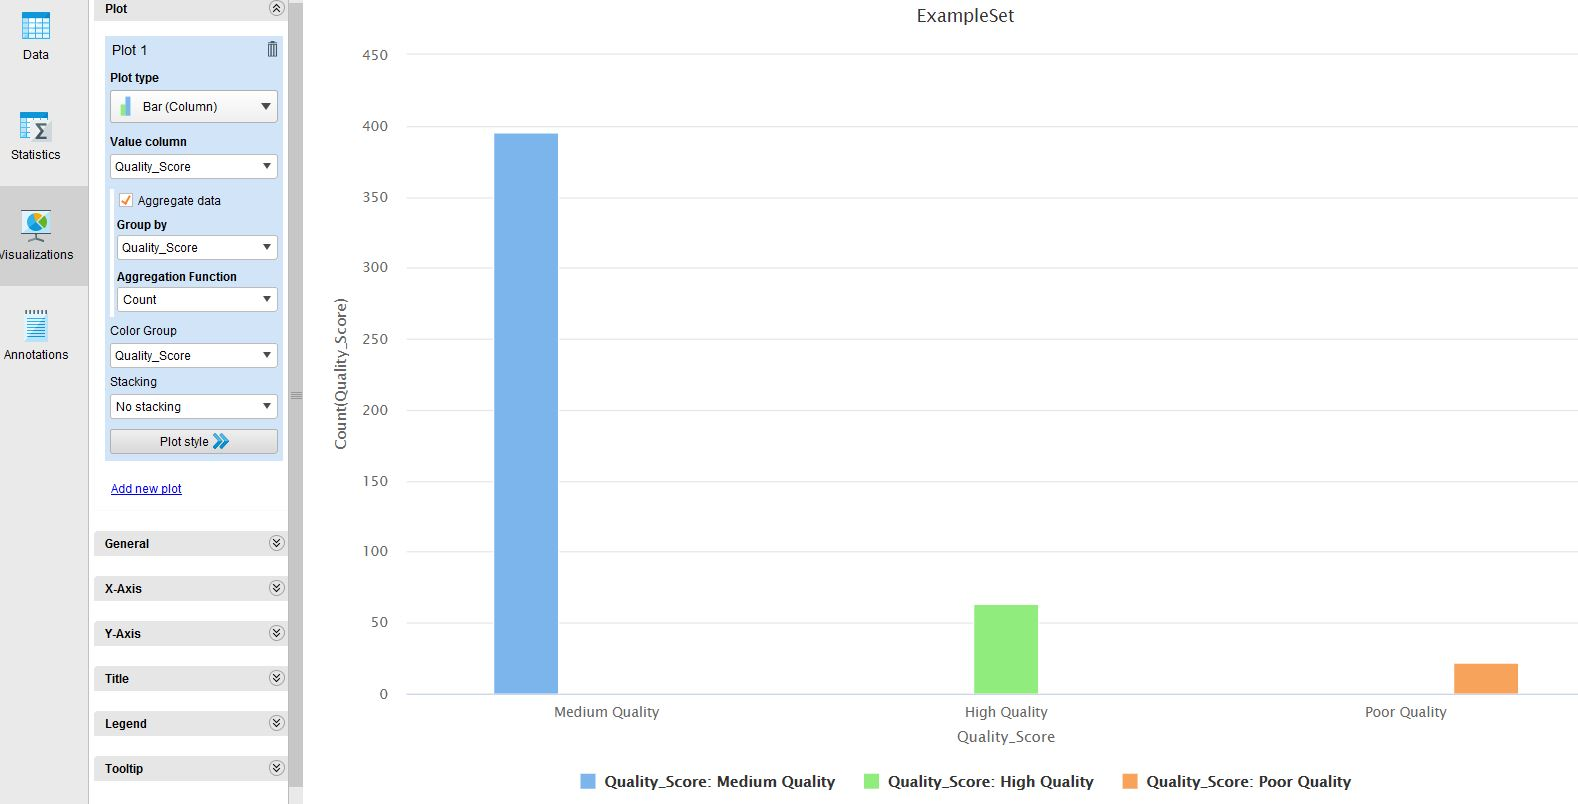 Data
Statistics
Visualizations
Annotations
Plot
Plot 1
Plot type
Bar (Column)
Value column
Quality_Score
Aggregate data
Group by
Quality_Score
Aggregation Function
Count
Color Group
Quality_Score
Stacking
No stacking
Plot style
Add new plot
General
X-Axis
Y-Axis
Title
Legend
Tooltip
ExampleSet
Count(Quality_Score)
450
400
350
300
250
200
150
100
50
0
Medium Quality High Quality Poor Quality
Quality_Score
Quality_Score: Medium Quality Quality_Score: High Quality Quality_Score: Poor Quality